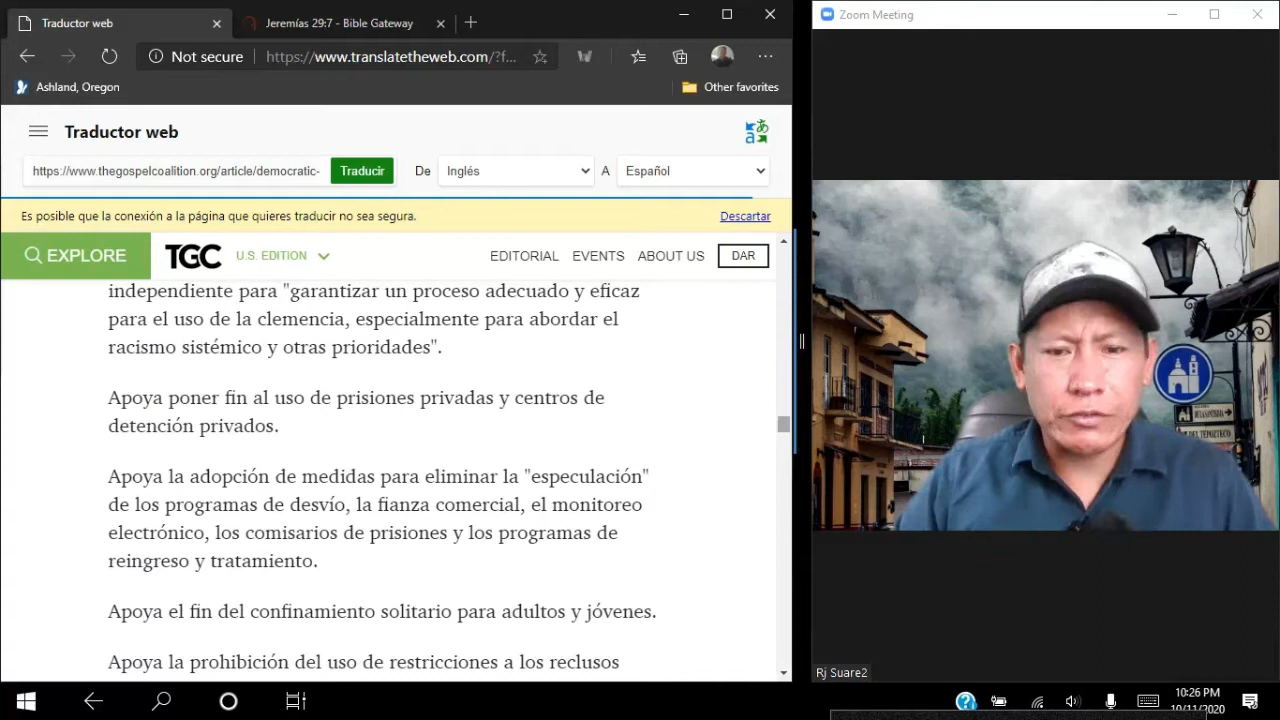 Traductor web
Jeremías 29:7 - Bible Gateway
Zoom Meeting
Not secure
https://www.translatetheweb.com/?f...
Ashland, Oregon
Other favorites
Traductor web
https://www.thegospelcoalition.org/article/democratic-
Traducir
De
Inglés
A
Español
Es posible que la conexión a la página que quieres traducir no sea segura.
Descartar
EXPLORE
TGC
U.S. EDITION
EDITORIAL
EVENTS
ABOUT US
DAR
independiente para "garantizar un proceso adecuado y eficaz
para el uso de la clemencia, especialmente para abordar el
racismo sistémico y otras prioridades".
Apoya poner fin al uso de prisiones privadas y centros de
detención privados.
Apoya la adopción de medidas para eliminar la "especulación"
de los programas de desvío, la fianza comercial, el monitoreo
electrónico, los comisarios de prisiones y los programas de
reingreso y tratamiento.
Apoya el fin del confinamiento solitario para adultos y jóvenes.
Apoya la prohibición del uso de restricciones a los reclusos
DEL TEPOZTECO
Rj Suare2
10:26 PM
10/11/2020